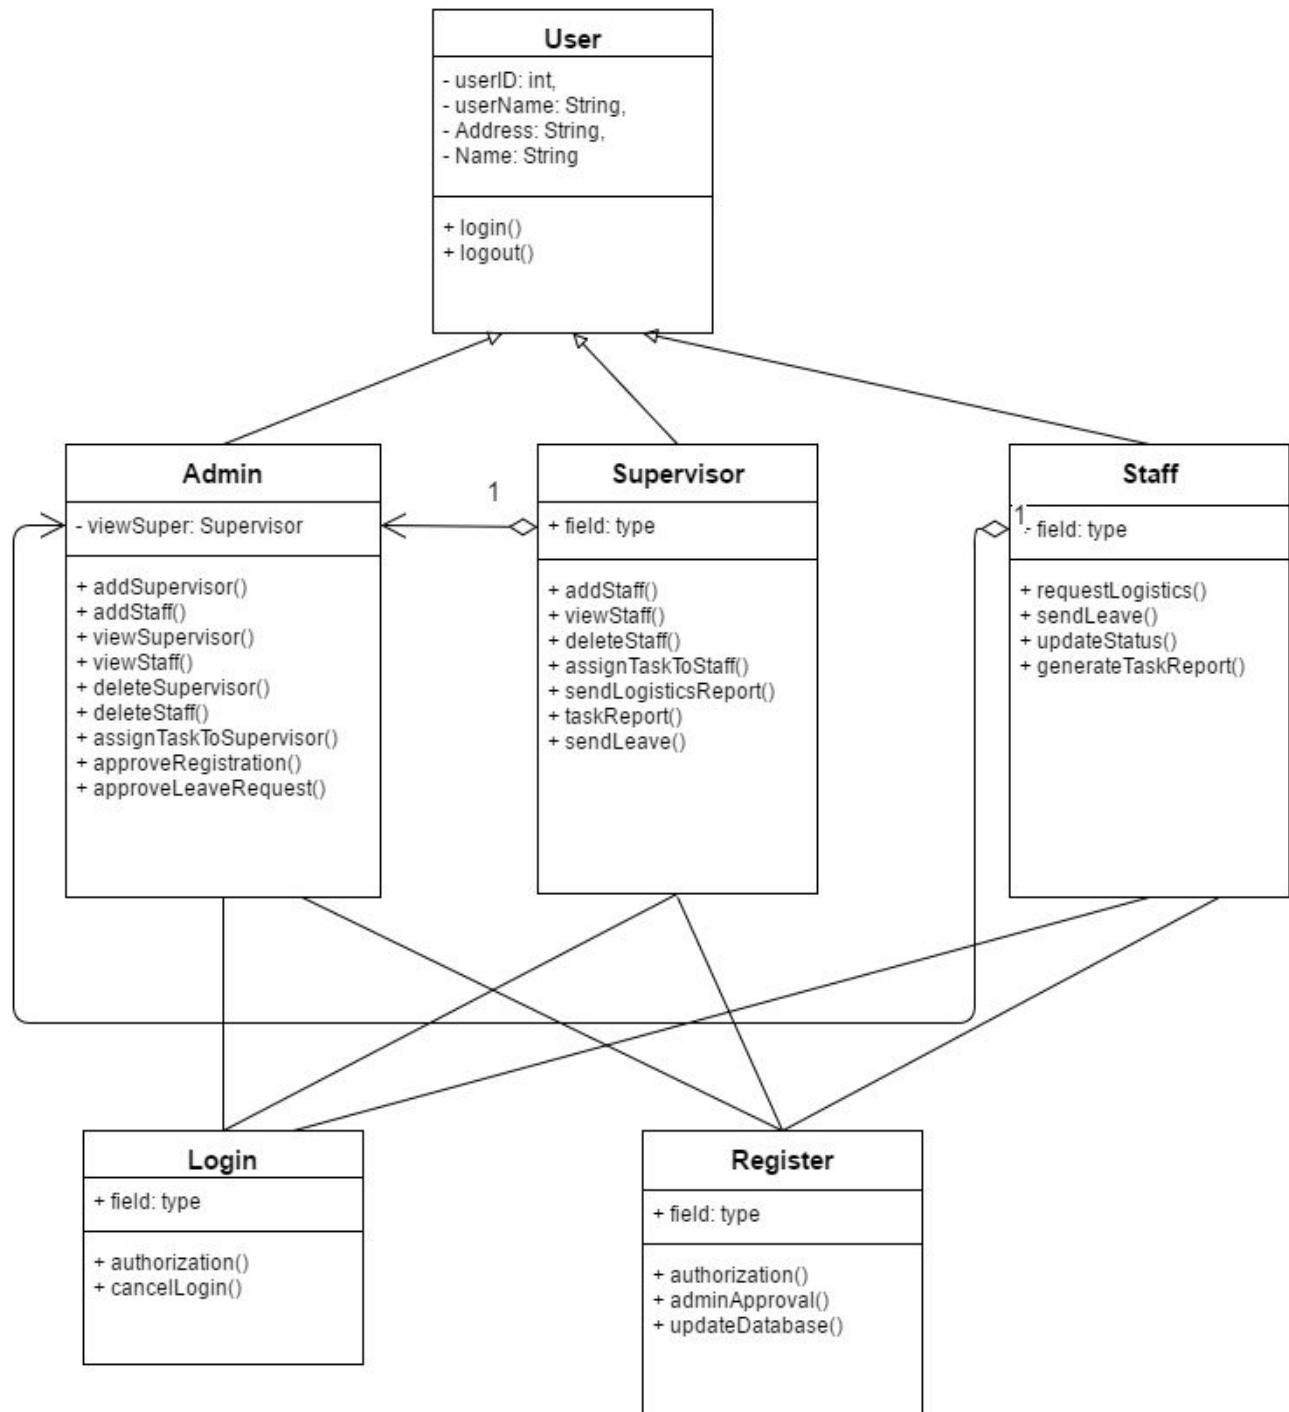 User
- userID: int,
- userName: String,
- Address: String,
- Name: String
+ login()
+ logout()
Admin
- viewSuper: Supervisor
+ addSupervisor()
+ addStaff()
+ viewSupervisor()
+ viewStaff()
+ deleteSupervisor()
+ deleteStaff()
+ assignTaskToSupervisor()
+ approveRegistration()
+ approveLeaveRequest()
1
Supervisor
+ field: type
+ addStaff()
+ viewStaff()
+ deleteStaff()
+ assignTaskToStaff()
+ sendLogisticsReport()
+ taskReport()
+ sendLeave()
Staff
1
- field: type
+ requestLogistics()
+ sendLeave()
+ updateStatus()
+ generateTaskReport()
Login
+ field: type
+ authorization()
+ cancelLogin()
Register
+ field: type
+ authorization()
+ adminApproval()
+ updateDatabase()